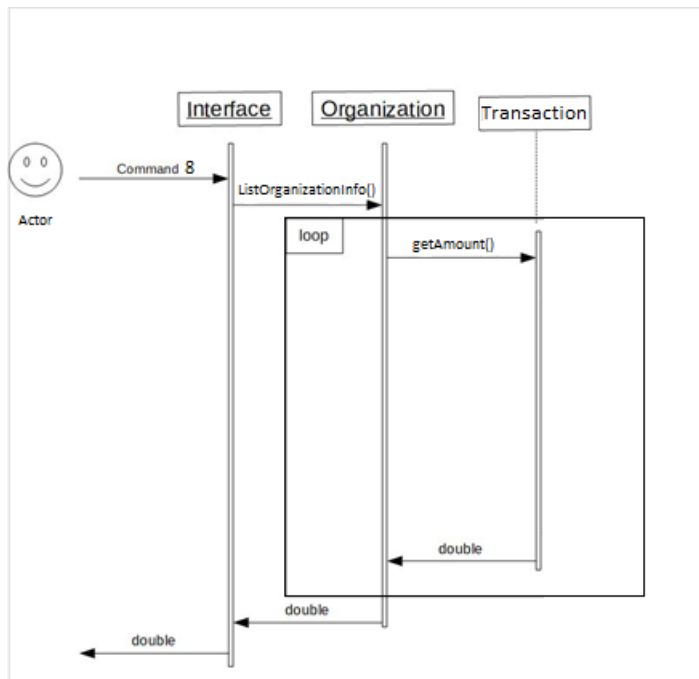 Interface
Organization
Transaction
Command 8
ListOrganizationInfo()
Actor
loop
getAmount()
double
double
double